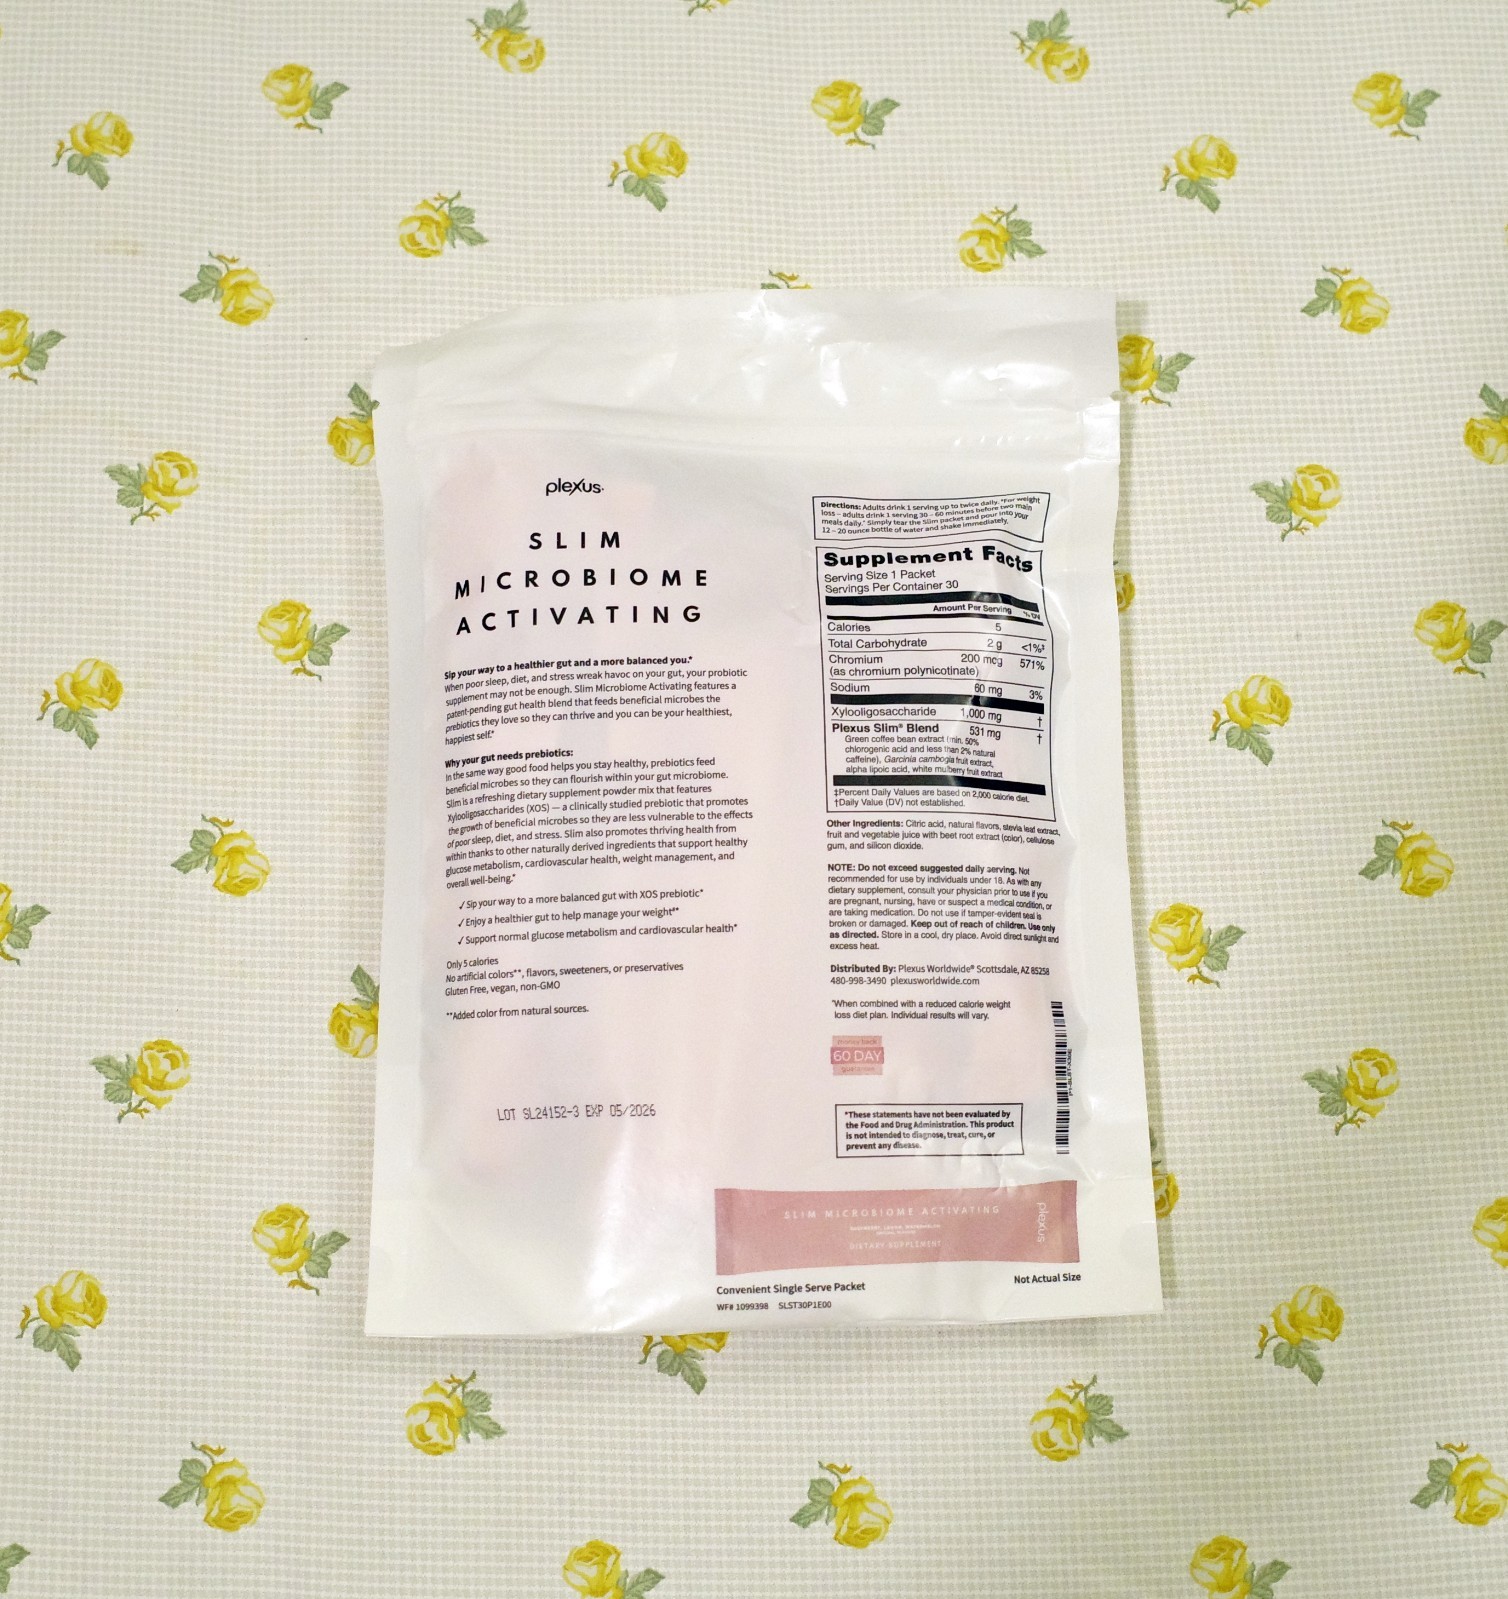 plexus.
SLIM
MICROBIOME
ACTIVATING
Sip your way to a healthier gut and a more balanced you.*
When poor sleep, diet, and stress wreak havoc on your gut, your probiotic
supplement may not be enough. Slim Microbiome Activating features a
patent-pending gut health blend that feeds beneficial microbes the
prebiotics they love so they can thrive and you can be your healthiest,
happiest self.*
Why your gut needs prebiotics:
In the same way good food helps you stay healthy, prebiotics feed
beneficial microbes so they can flourish within your gut microbiome.
Slim is a refreshing dietary supplement powder mix that features
Xylooligosaccharides (XOS) — a clinically studied prebiotic that promotes
the growth of beneficial microbes so they are less vulnerable to the effects
of poor sleep, diet, and stress. Slim also promotes thriving health from
within thanks to other naturally derived ingredients that support healthy
glucose metabolism, cardiovascular health, weight management, and
overall well-being.*
✓ Sip your way to a more balanced gut with XOS prebiotic*
✓ Enjoy a healthier gut to help manage your weight*⁺
✓ Support normal glucose metabolism and cardiovascular health*
Only 5 calories
No artificial colors**, flavors, sweeteners, or preservatives
Gluten Free, vegan, non-GMO
**Added color from natural sources.
LOT SL24152-3 EXP 05/2026
Directions: Adults drink 1 serving up to twice daily. *For weight
loss – adults drink 1 serving 30 – 60 minutes before two main
meals daily.⁺ Simply tear the Slim packet and pour into your
12 – 20 ounce bottle of water and shake immediately.
Supplement Facts
Serving Size 1 Packet
Servings Per Container 30
Amount Per Serving % DV
Calories 5
Total Carbohydrate 2 g <1%‡
Chromium 200 mcg 571%
(as chromium polynicotinate)
Sodium 60 mg 3%
Xylooligosaccharide 1,000 mg †
Plexus Slim® Blend 531 mg †
Green coffee bean extract (min. 50%
chlorogenic acid and less than 2% natural
caffeine), Garcinia cambogia fruit extract,
alpha lipoic acid, white mulberry fruit extract
‡Percent Daily Values are based on 2,000 calorie diet.
†Daily Value (DV) not established.
Other Ingredients: Citric acid, natural flavors, stevia leaf extract,
fruit and vegetable juice with beet root extract (color), cellulose
gum, and silicon dioxide.
NOTE: Do not exceed suggested daily serving. Not
recommended for use by individuals under 18. As with any
dietary supplement, consult your physician prior to use if you
are pregnant, nursing, have or suspect a medical condition, or
are taking medication. Do not use if tamper-evident seal is
broken or damaged. Keep out of reach of children. Use only
as directed. Store in a cool, dry place. Avoid direct sunlight and
excess heat.
Distributed By: Plexus Worldwide® Scottsdale, AZ 85258
480-998-3490 plexusworldwide.com
⁺When combined with a reduced calorie weight
loss diet plan. Individual results will vary.
60 DAY
*These statements have not been evaluated by
the Food and Drug Administration. This product
is not intended to diagnose, treat, cure, or
prevent any disease.
SLIM MICROBIOME ACTIVATING
DIETARY SUPPLEMENT
plexus
Convenient Single Serve Packet
Not Actual Size
WF# 1099398 SLST30P1E00